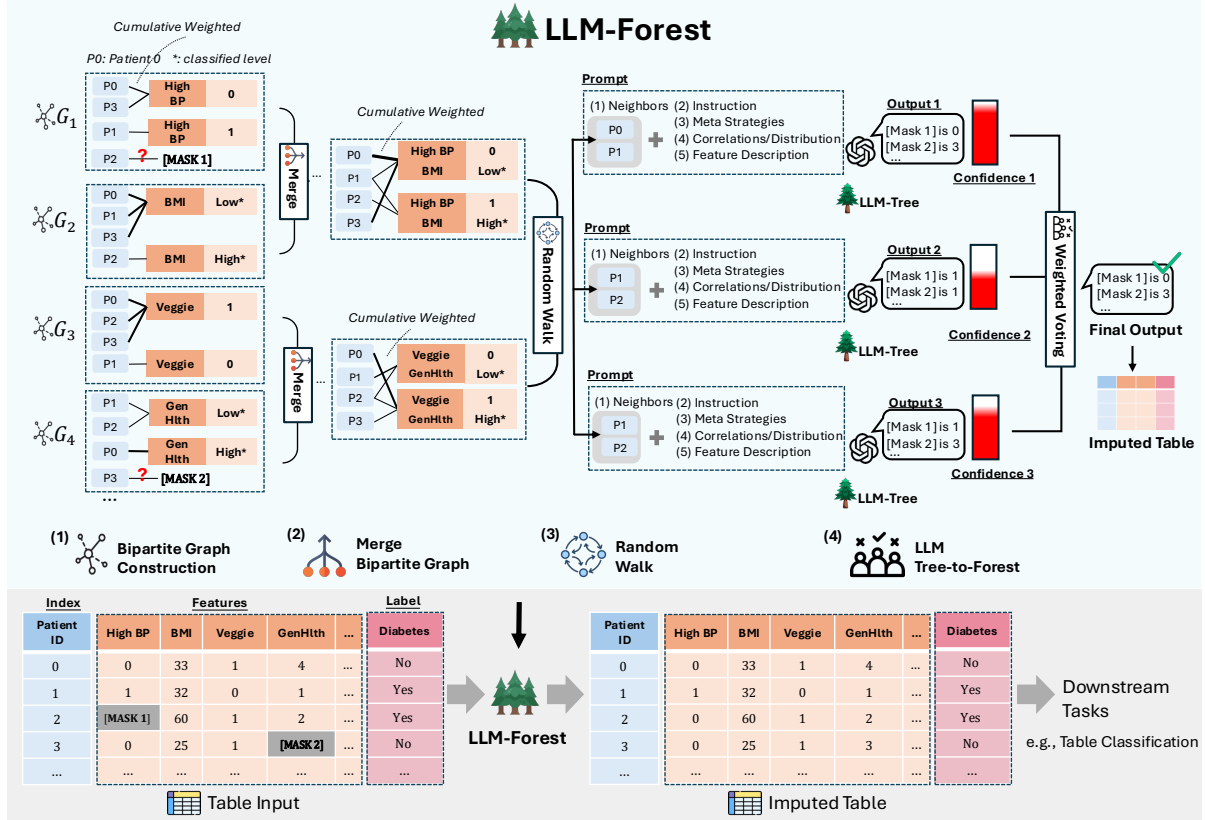 LLM-Forest
Cumulative Weighted
P0: Patient 0 *: classified level
G1
P0
P3
High BP
0
P1
High BP
1
P2
?
[MASK 1]
G2
P0
P1
P3
BMI
Low*
P2
BMI
High*
G3
P0
P2
P3
Veggie
1
P1
Veggie
0
G4
P1
P2
Gen Hlth
Low*
P0
Gen Hlth
High*
P3
?
[MASK 2]
...
Merge
...
Merge
...
Cumulative Weighted
P0
P1
P2
P3
High BP 0
BMI Low*
High BP 1
BMI High*
Cumulative Weighted
P0
P1
P2
P3
Veggie 0
GenHlth Low*
Veggie 1
GenHlth High*
Random Walk
Prompt
(1) Neighbors (2) Instruction
P0
P1
+
(3) Meta Strategies
(4) Correlations/Distribution
(5) Feature Description
Output 1
[Mask 1] is 0
[Mask 2] is 3
...
Confidence 1
LLM-Tree
Prompt
(1) Neighbors (2) Instruction
P1
P2
+
(3) Meta Strategies
(4) Correlations/Distribution
(5) Feature Description
Output 2
[Mask 1] is 1
[Mask 2] is 1
...
Confidence 2
LLM-Tree
Prompt
(1) Neighbors (2) Instruction
P1
P2
+
(3) Meta Strategies
(4) Correlations/Distribution
(5) Feature Description
Output 3
[Mask 1] is 1
[Mask 2] is 3
...
Confidence 3
LLM-Tree
Weighted Voting
[Mask 1] is 0
[Mask 2] is 3
...
Final Output
Imputed Table
(1) Bipartite Graph
Construction
(2) Merge
Bipartite Graph
(3) Random
Walk
(4) LLM
Tree-to-Forest
Index Features Label
Patient ID High BP BMI Veggie GenHlth ... Diabetes
0 0 33 1 4 ... No
1 1 32 0 1 ... Yes
2 [MASK 1] 60 1 2 ... Yes
3 0 25 1 [MASK 2] ... No
... ... ... ... ... ...
Table Input
LLM-Forest
Patient ID High BP BMI Veggie GenHlth ... Diabetes
0 0 33 1 4 ... No
1 1 32 0 1 ... Yes
2 0 60 1 2 ... Yes
3 0 25 1 3 ... No
... ... ... ... ... ...
Imputed Table
Downstream
Tasks
e.g., Table Classification